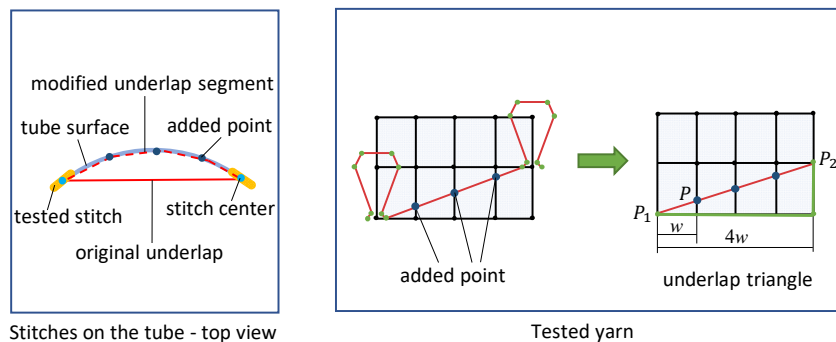 modified underlap segment
tube surface
added point
tested stitch
stitch center
original underlap
Stitches on the tube - top view
added point
P₁
P
P₂
w
4w
underlap triangle
Tested yarn